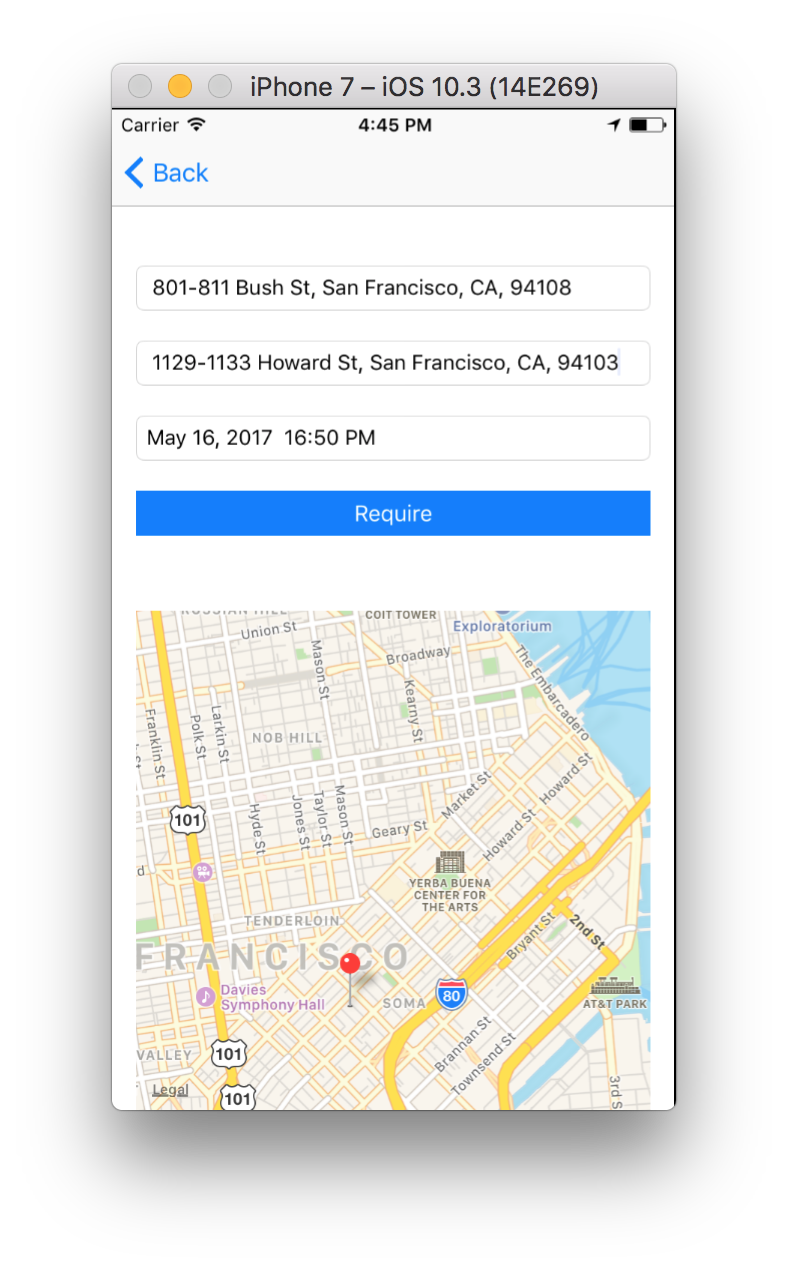 iPhone 7 – iOS 10.3 (14E269)
Carrier 4:45 PM
Back
801-811 Bush St, San Francisco, CA, 94108
1129-1133 Howard St, San Francisco, CA, 94103
May 16, 2017  16:50 PM
Require
RUSSIAN HILL
COIT TOWER
Exploratorium
Union St
Broadway
Mason St
The Embarcadero
Kearny St
Franklin St
Polk St
Larkin St
NOB HILL
Market St
Howard St
Hyde St
Jones St
Taylor St
Mason St
101
Geary St
Howard St
YERBA BUENA
CENTER FOR
THE ARTS
TENDERLOIN
Bryant St
2nd St
FRANCISCO
Davies
Symphony Hall
SOMA
80
AT&T PARK
Brannan St
Townsend St
VALLEY
101
3rd S
Legal
101